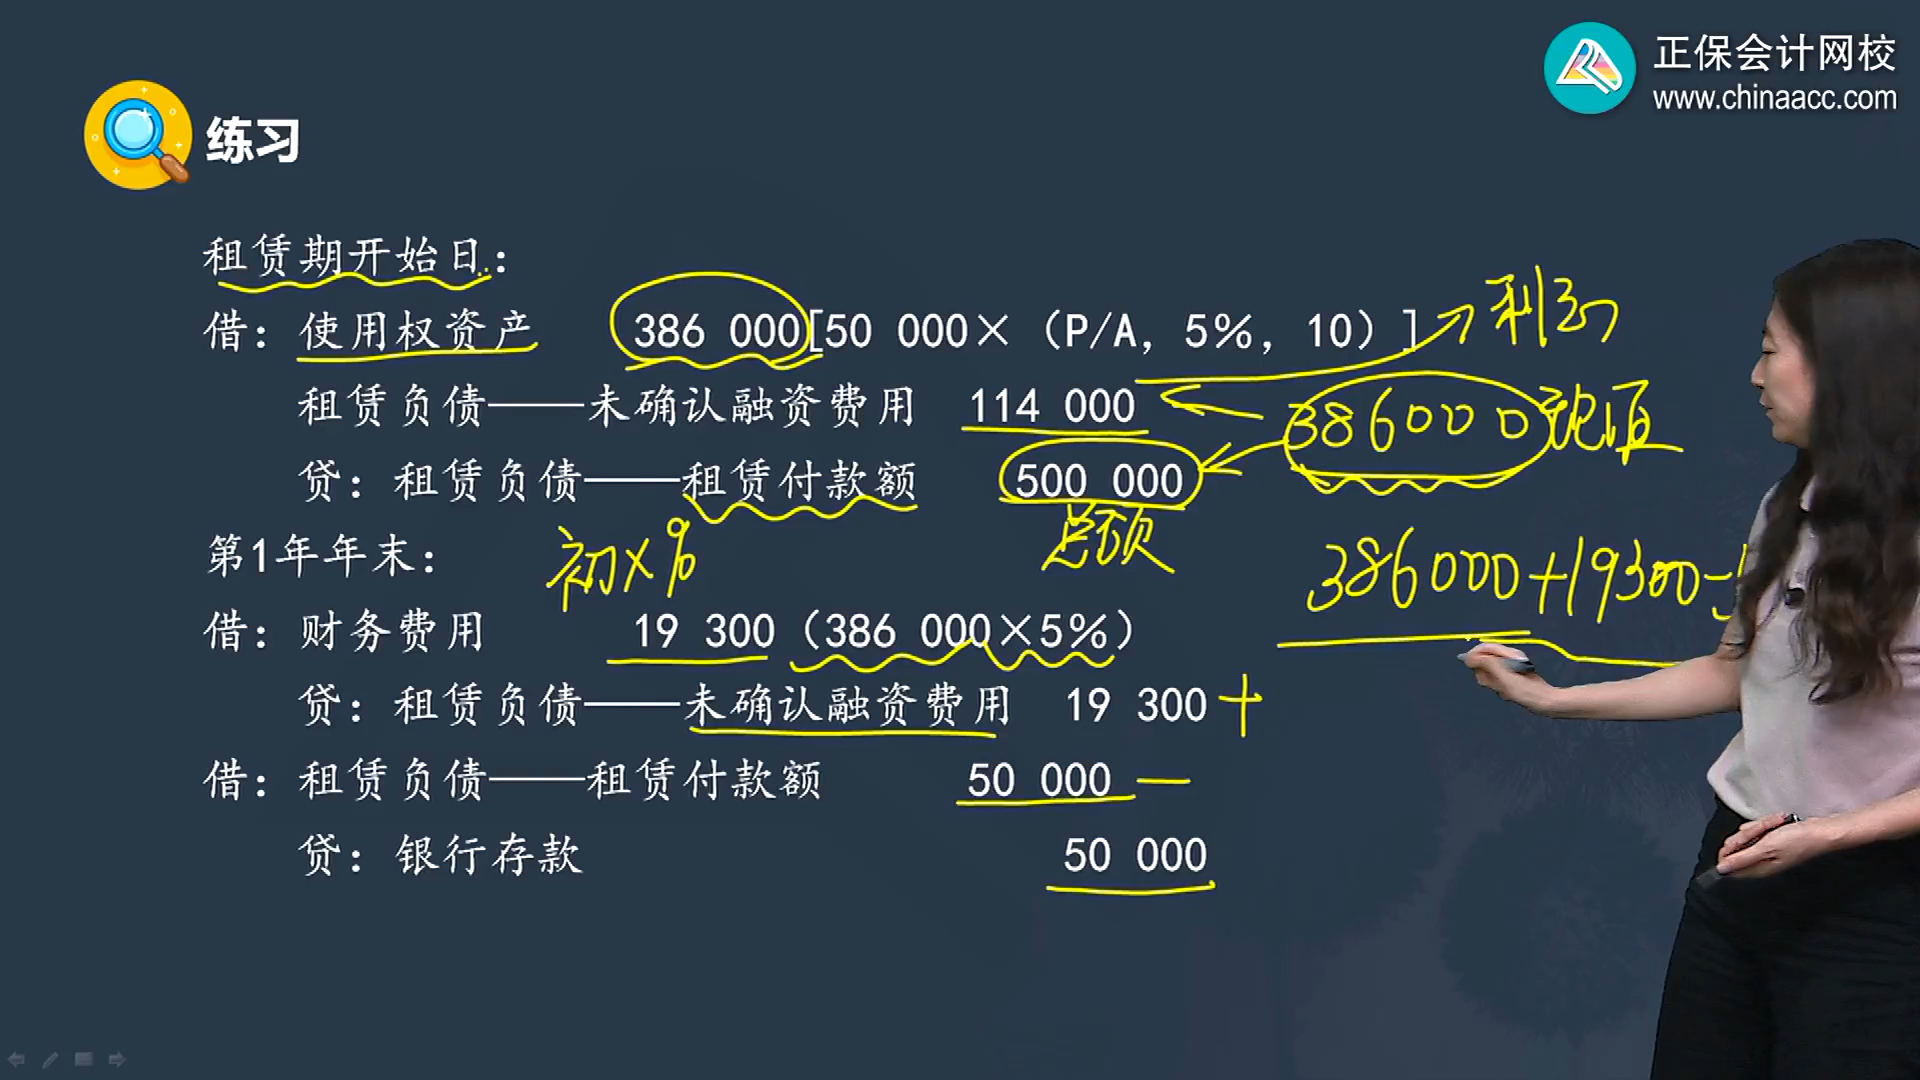 正保会计网校
www.chinaacc.com
练习
租赁期开始日：
借：使用权资产 386 000[50 000×（P/A，5%，10）] 利息
租赁负债——未确认融资费用 114 000 386000现值
贷：租赁负债——租赁付款额 500 000
总额
第1年年末： 初×% 386000+19300-
借：财务费用 19 300（386 000×5%）
贷：租赁负债——未确认融资费用 19 300+
借：租赁负债——租赁付款额 50 000 —
贷：银行存款 50 000